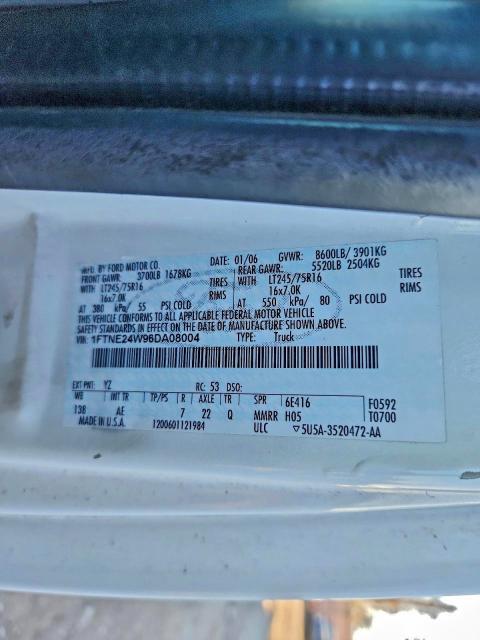 MFD. BY FORD MOTOR CO. 01/06 GVWR: 8600LB/ 3901KG
FRONT GAWR: 3700LB 1678KG REAR GAWR: 5520LB 2504KG
WITH LT245/75R16 TIRES WITH LT245/75R16 TIRES
16x7.0K RIMS 16x7.0K RIMS
AT 380 kPa/ 55 PSI COLD AT 550 kPa/ 80 PSI COLD
THIS VEHICLE CONFORMS TO ALL APPLICABLE FEDERAL MOTOR VEHICLE
SAFETY STANDARDS IN EFFECT ON THE DATE OF MANUFACTURE SHOWN ABOVE.
VIN: 1FTNE24W96DA08004 TYPE: Truck
EXT PNT: YZ RC: 53 DSO:
WB INT TR TP/PS R AXLE TR SPR 6E416 F0592
138 AE 7 22 Q MMRR H05 T0700
MADE IN U.S.A. 1200601121984 ULC ▽5U5A-3520472-AA